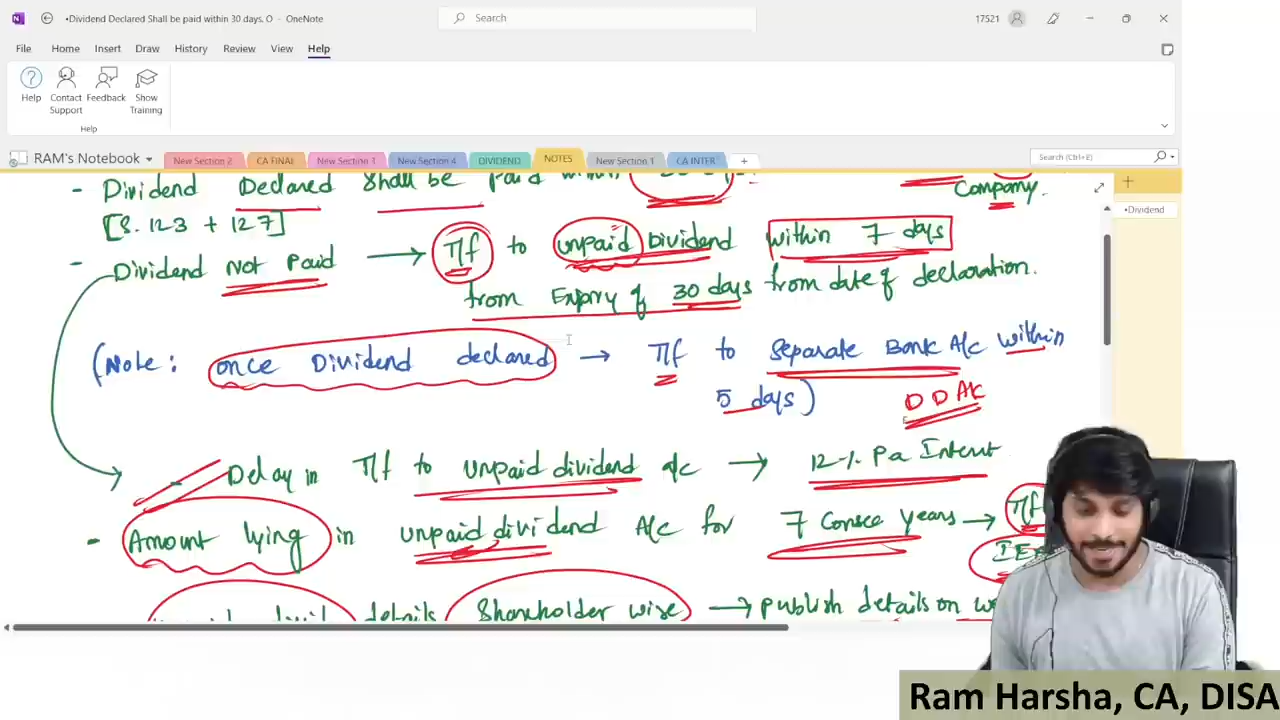 •Dividend Declared Shall be paid within 30 days. O - OneNote
Search
17521
File Home Insert Draw History Review View Help
Help Contact Support Feedback Show Training
Help
RAM's Notebook New Section 2 CA FINAL New Section 3 New Section 4 DIVIDEND NOTES New Section 1 CA INTER +
Search (Ctrl+E)
•Dividend
- Dividend Declared Shall be paid within
Company.
[S. 123 + 127]
- Dividend Not Paid → T/f to unpaid Dividend within 7 days
from Expiry of 30 days from date of declaration.
(Note: once Dividend declared → T/f to Separate Bank A/c within
5 days)
DD A/c
- Delay in T/f to unpaid dividend a/c → 12% Pa Interest
- Amount lying in unpaid dividend A/c for 7 Consec years → T/f
details Shareholder wise → publish details on
Ram Harsha, CA, DISA